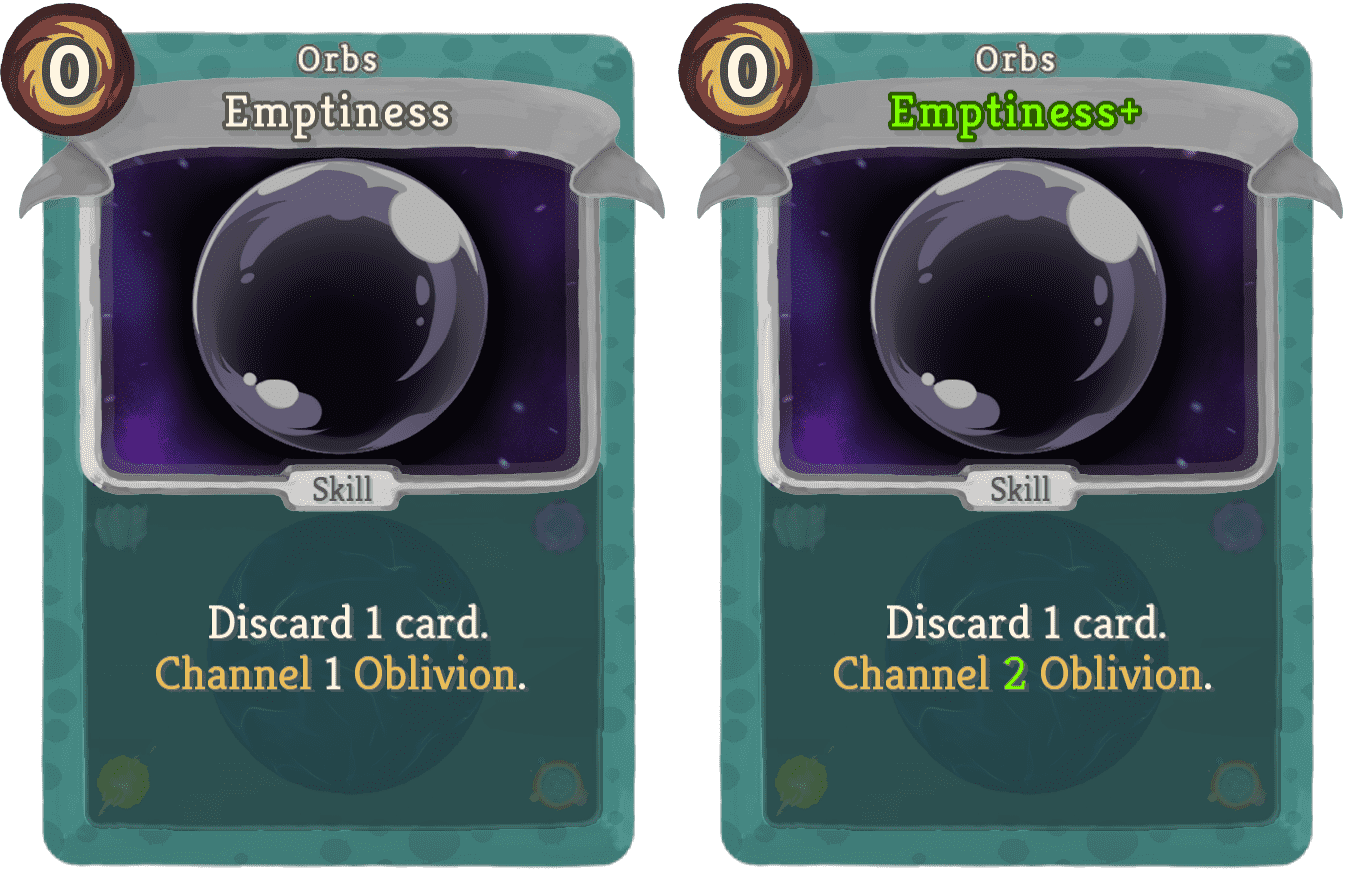 0
Orbs
Emptiness
Skill
Discard 1 card.
Channel 1 Oblivion.
0
Orbs
Emptiness+
Skill
Discard 1 card.
Channel 2 Oblivion.